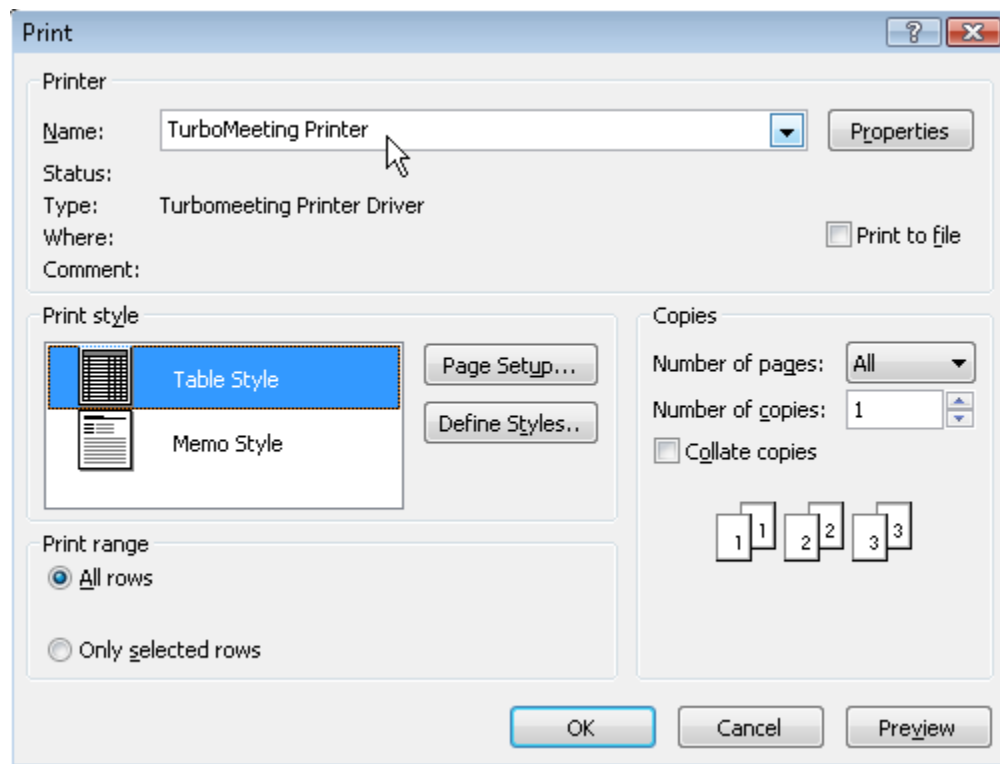 Print
Printer
Name: TurboMeeting Printer Properties
Status:
Type: Turbomeeting Printer Driver
Where: Print to file
Comment:
Print style
Table Style
Memo Style
Page Setup...
Define Styles..
Copies
Number of pages: All
Number of copies: 1
Collate copies
1 1 2 2 3 3
Print range
All rows
Only selected rows
OK Cancel Preview